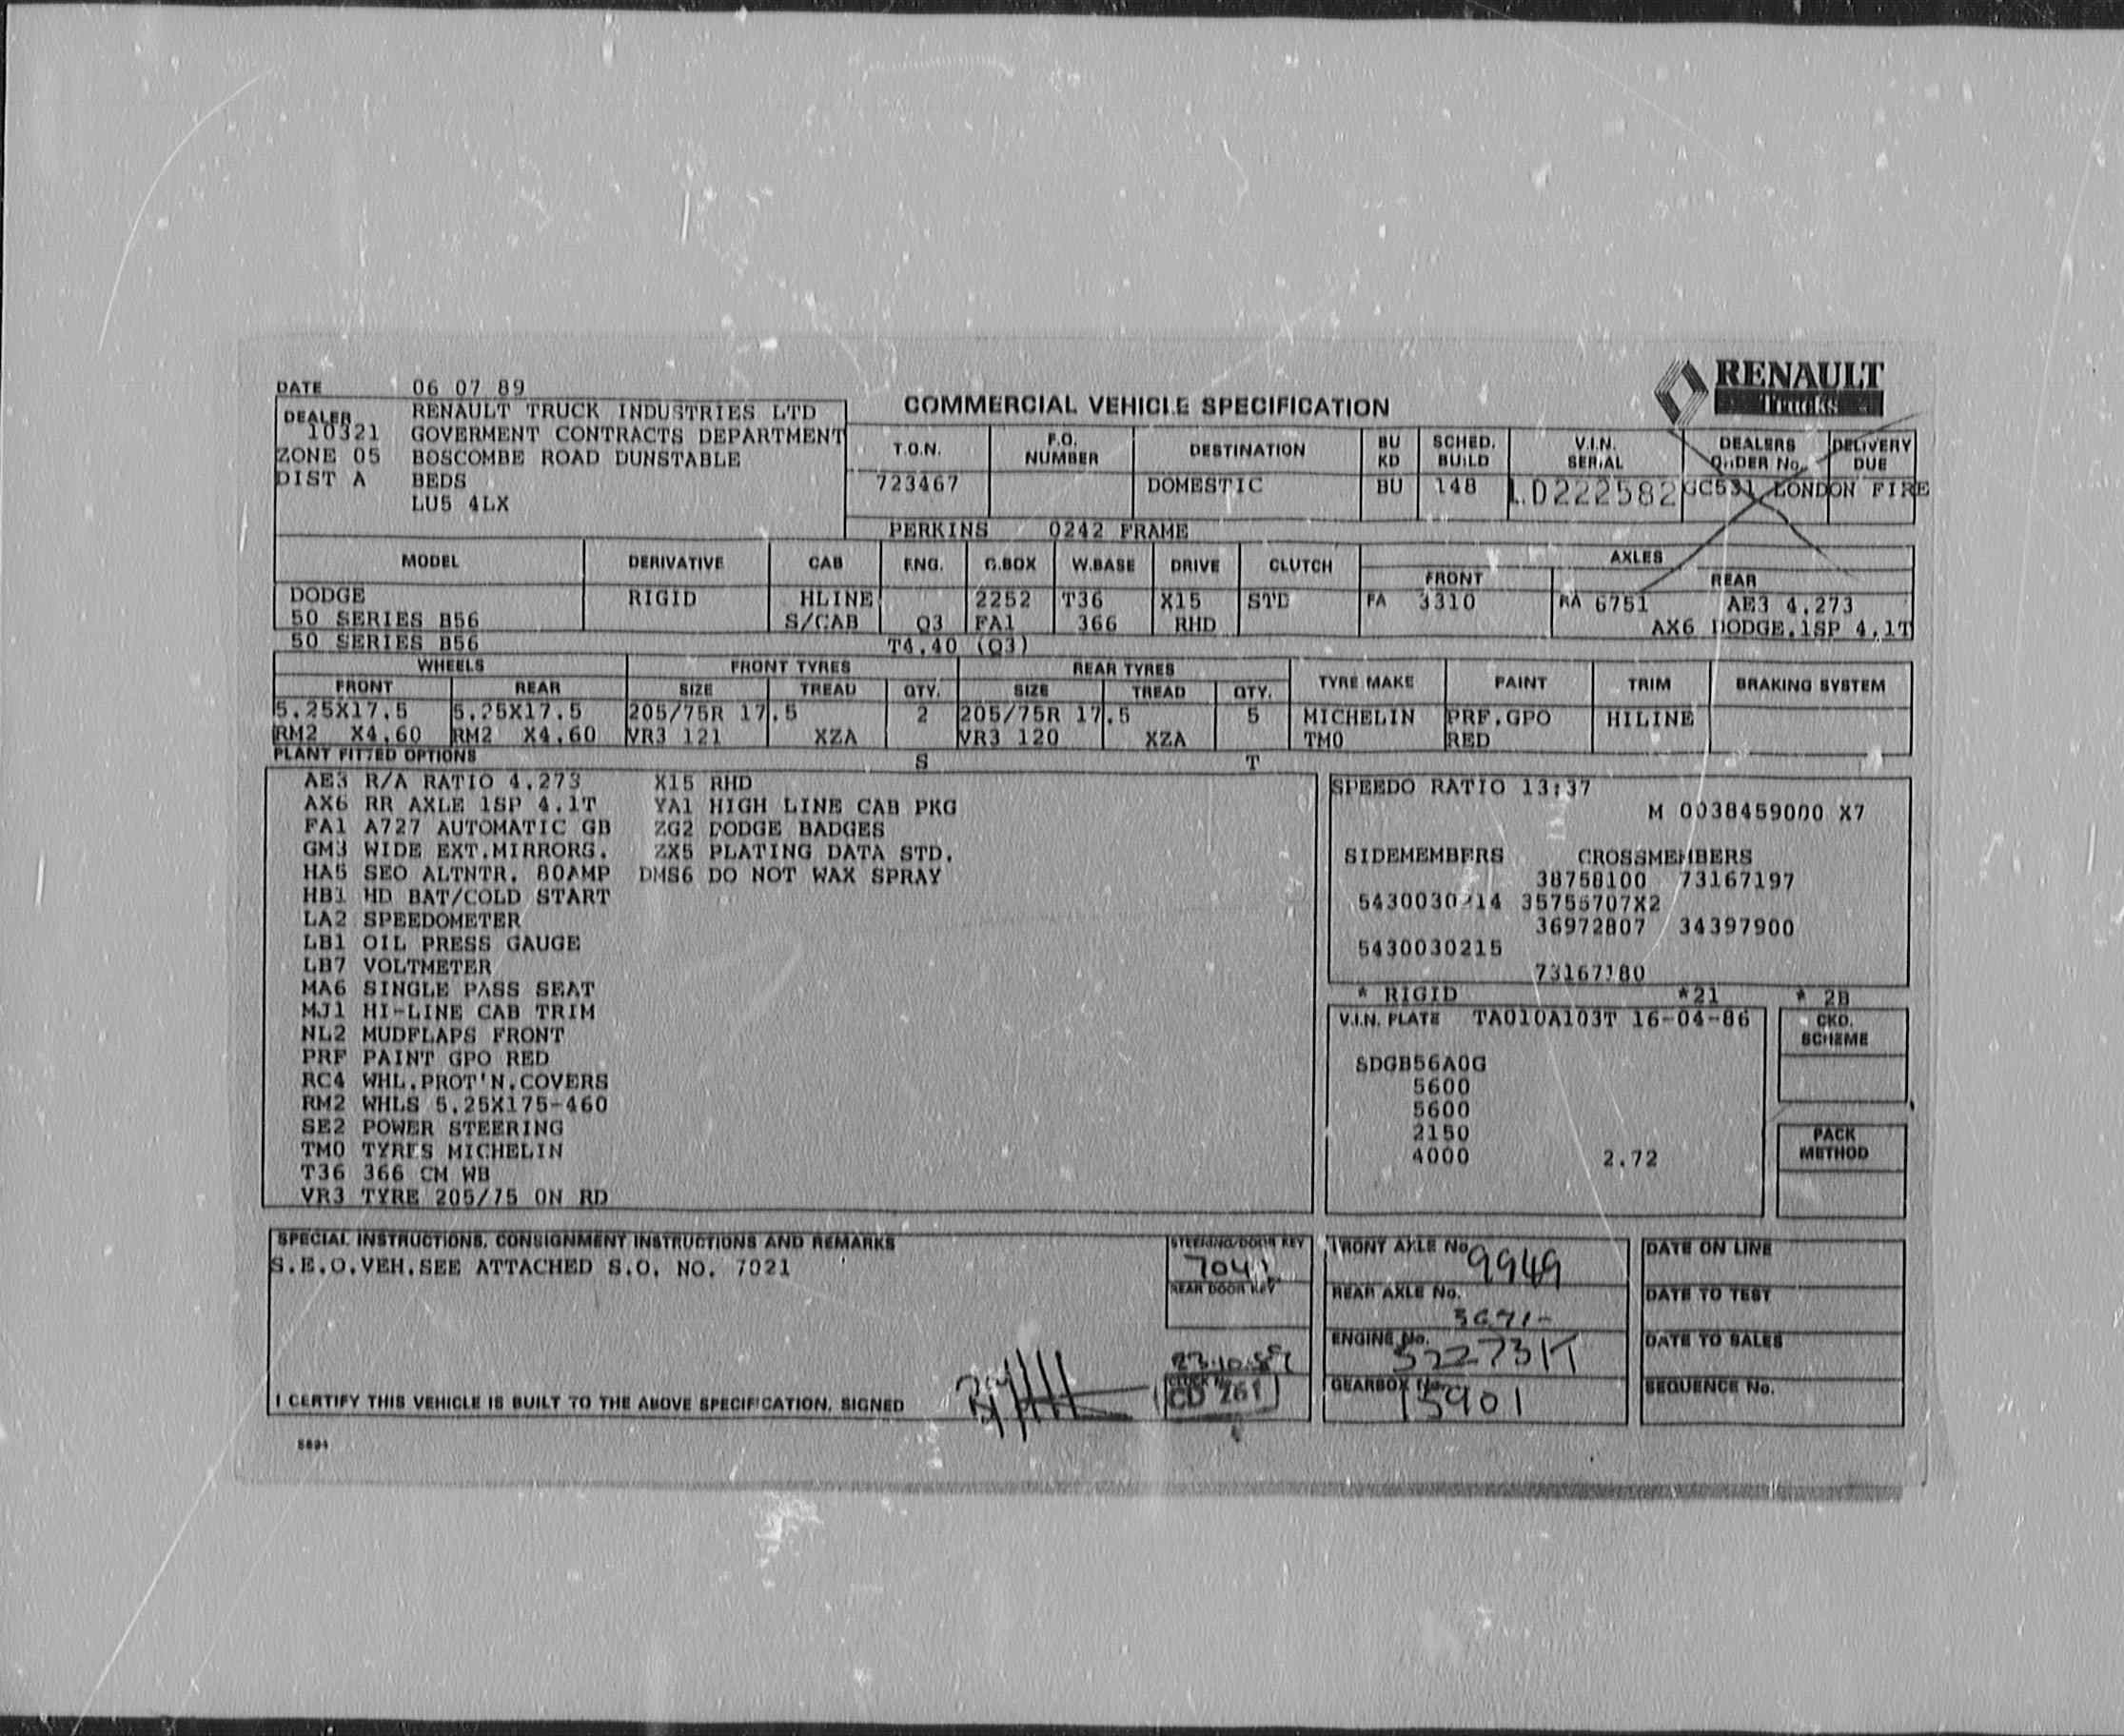 DATE 06 07 89
RENAULT Trucks
COMMERCIAL VEHICLE SPECIFICATION
DEALER RENAULT TRUCK INDUSTRIES LTD
10321 GOVERMENT CONTRACTS DEPARTMENT
ZONE 05 BOSCOMBE ROAD DUNSTABLE
DIST A BEDS
LU5 4LX
T.O.N. F.O. NUMBER DESTINATION BU KD SCHED. BUILD V.I.N. SERIAL DEALERS ORDER No. DELIVERY DUE
723467 DOMESTIC BU 148 LD222582 GC531 LONDON FIRE
PERKINS 0242 FRAME
MODEL DERIVATIVE CAB ENG. G.BOX W.BASE DRIVE CLUTCH AXLES
FRONT REAR
DODGE RIGID HLINE 2252 T36 X15 STD FA 3310 RA 6751 AE3 4.273
50 SERIES B56 S/CAB Q3 FA1 366 RHD AX6 DODGE.1SP 4.1T
50 SERIES B56 T4.40 (Q3)
WHEELS FRONT TYRES REAR TYRES TYRE MAKE PAINT TRIM BRAKING SYSTEM
FRONT REAR SIZE TREAD QTY. SIZE TREAD QTY.
5.25X17.5 5.25X17.5 205/75R 17.5 2 205/75R 17.5 5 MICHELIN PRF.GPO HILINE
RM2 X4.60 RM2 X4.60 VR3 121 XZA VR3 120 XZA TM0 RED
PLANT FITTED OPTIONS S T
AE3 R/A RATIO 4.273 X15 RHD
AX6 RR AXLE 1SP 4.1T YA1 HIGH LINE CAB PKG
FA1 A727 AUTOMATIC GB ZG2 DODGE BADGES
GM3 WIDE EXT.MIRRORS. ZX5 PLATING DATA STD.
HA5 SEO ALTNTR. 80AMP DMS6 DO NOT WAX SPRAY
HB1 HD BAT/COLD START
LA2 SPEEDOMETER
LB1 OIL PRESS GAUGE
LB7 VOLTMETER
MA6 SINGLE PASS SEAT
MJ1 HI-LINE CAB TRIM
NL2 MUDFLAPS FRONT
PRF PAINT GPO RED
RC4 WHL.PROT'N.COVERS
RM2 WHLS 5.25X175-460
SE2 POWER STEERING
TM0 TYRES MICHELIN
T36 366 CM WB
VR3 TYRE 205/75 ON RD
SPEEDO RATIO 13:37
M 0038459000 X7
SIDEMEMBERS CROSSMEMBERS
38758100 73167197
5430030214 35755707X2
36972807 34397900
5430030215
73167180
* RIGID *21 * 2B
V.I.N. PLATE TA010A103T 16-04-86
SDGB56A0G
5600
5600
2150
4000 2.72
CKD. SCHEME
PACK METHOD
SPECIAL INSTRUCTIONS, CONSIGNMENT INSTRUCTIONS AND REMARKS
S.E.O.VEH.SEE ATTACHED S.O. NO. 7021
STEERING/DOOR KEY
7041
REAR DOOR KEY
CD 261
I CERTIFY THIS VEHICLE IS BUILT TO THE ABOVE SPECIFICATION. SIGNED
FRONT AXLE No. 9949
REAR AXLE No.
ENGINE No.
GEARBOX No. 15901
DATE ON LINE
DATE TO TEST
DATE TO SALES
SEQUENCE No.